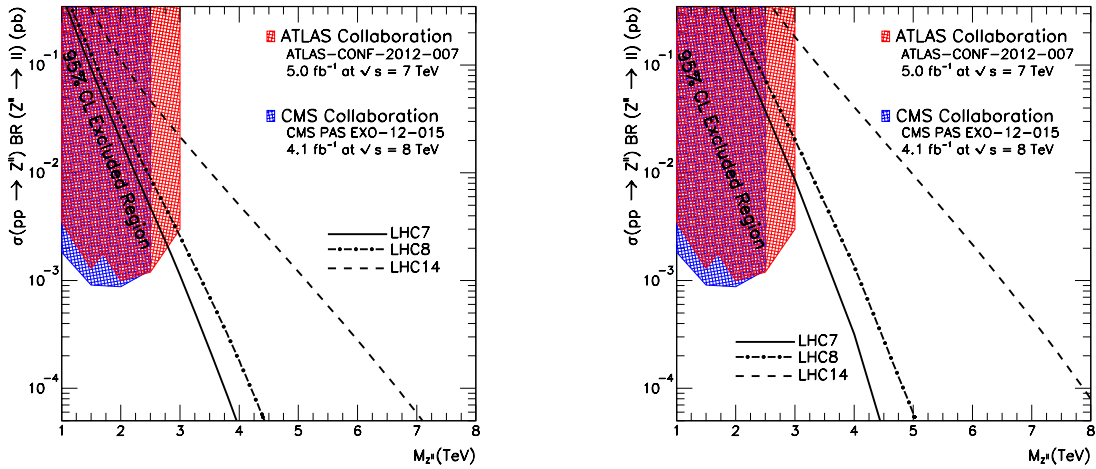 σ(pp → Z'') BR (Z'' → ll) (pb)
10⁻¹
10⁻²
10⁻³
10⁻⁴
95% CL Excluded Region
ATLAS Collaboration
ATLAS-CONF-2012-007
5.0 fb⁻¹ at √s = 7 TeV
CMS Collaboration
CMS PAS EXO-12-015
4.1 fb⁻¹ at √s = 8 TeV
LHC7
LHC8
LHC14
1 2 3 4 5 6 7 8
M_Z''(TeV)
σ(pp → Z'') BR (Z'' → ll) (pb)
10⁻¹
10⁻²
10⁻³
10⁻⁴
95% CL Excluded Region
ATLAS Collaboration
ATLAS-CONF-2012-007
5.0 fb⁻¹ at √s = 7 TeV
CMS Collaboration
CMS PAS EXO-12-015
4.1 fb⁻¹ at √s = 8 TeV
LHC7
LHC8
LHC14
1 2 3 4 5 6 7 8
M_Z''(TeV)